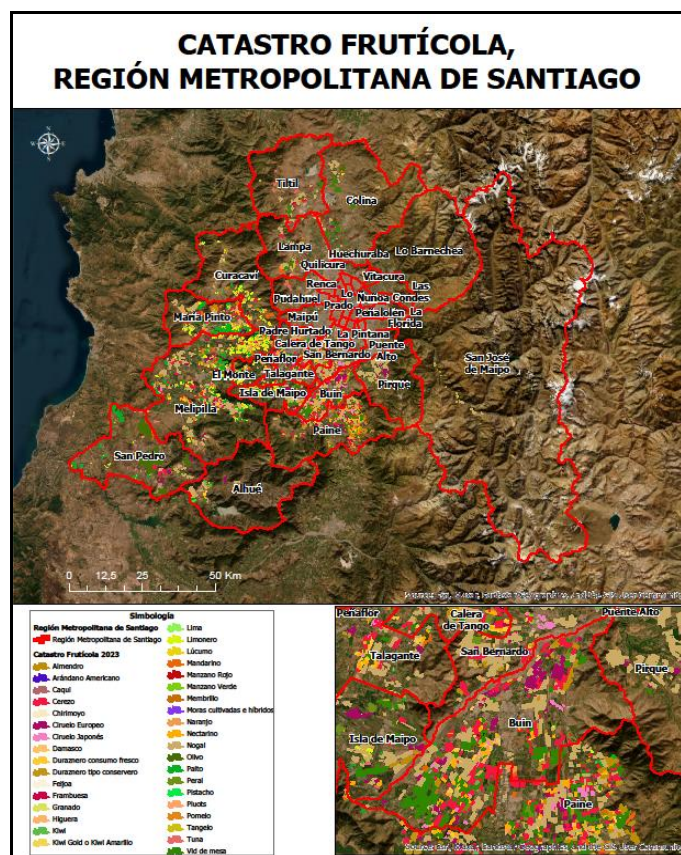 CATASTRO FRUTÍCOLA,
REGIÓN METROPOLITANA DE SANTIAGO
Tiltil
Colina
Lampa
Huechuraba
Lo Barnechea
Quilicura
Curacaví
Renca
Vitacura
Lo
Las
Pudahuel
Prado
Ñuñoa
Condes
María Pinto
Maipú
Peñalolén
La
Florida
Padre Hurtado
La Pintana
Calera de Tango
Puente
Peñaflor
San Bernardo
Alto
San José
de Maipo
El Monte
Talagante
Pirque
Isla de Maipo
Buin
Melipilla
Paine
San Pedro
Alhué
0 12,5 25 50 Km
Simbología
Región Metropolitana de Santiago
Región Metropolitana de Santiago
Catastro Frutícola 2023
Almendro
Arándano Americano
Caqui
Cerezo
Chirimoyo
Ciruelo Europeo
Ciruelo Japonés
Damasco
Duraznero consumo fresco
Duraznero tipo conservero
Feijoa
Frambuesa
Granado
Higuera
Kiwi
Kiwi Gold o Kiwi Amarillo
Lima
Limonero
Lúcumo
Mandarino
Manzano Rojo
Manzano Verde
Membrillo
Moras cultivadas e híbridos
Naranjo
Nectarino
Nogal
Olivo
Palto
Peral
Pistacho
Pluots
Pomelo
Tangelo
Tuna
Vid de mesa
Peñaflor
Calera
de Tango
Puente Alto
Talagante
San Bernardo
Pirque
Isla de Maipo
Buin
Paine